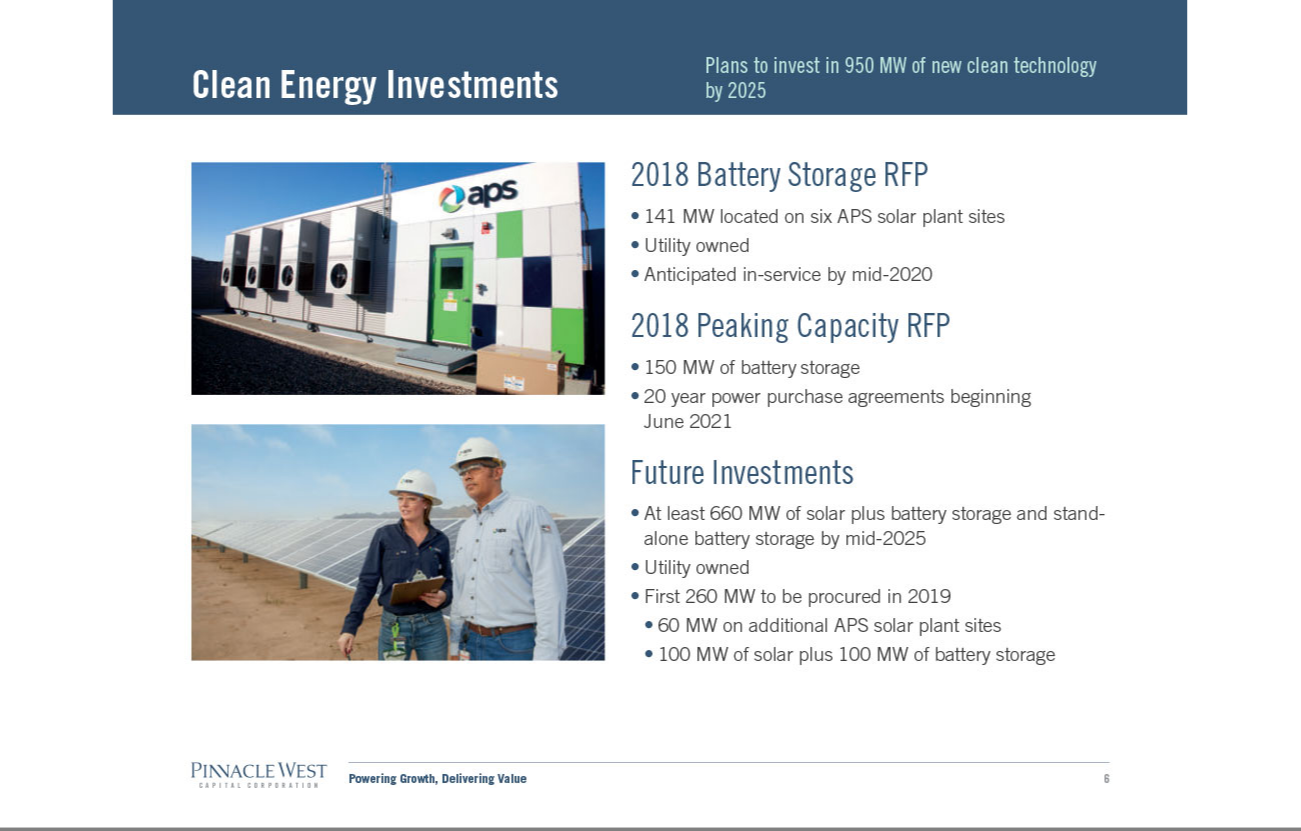 Clean Energy Investments
Plans to invest in 950 MW of new clean technology
by 2025
aps
2018 Battery Storage RFP
• 141 MW located on six APS solar plant sites
• Utility owned
• Anticipated in-service by mid-2020
2018 Peaking Capacity RFP
• 150 MW of battery storage
• 20 year power purchase agreements beginning
June 2021
Future Investments
• At least 660 MW of solar plus battery storage and stand-
alone battery storage by mid-2025
• Utility owned
• First 260 MW to be procured in 2019
• 60 MW on additional APS solar plant sites
• 100 MW of solar plus 100 MW of battery storage
PINNACLE WEST
CAPITAL CORPORATION
Powering Growth, Delivering Value
6